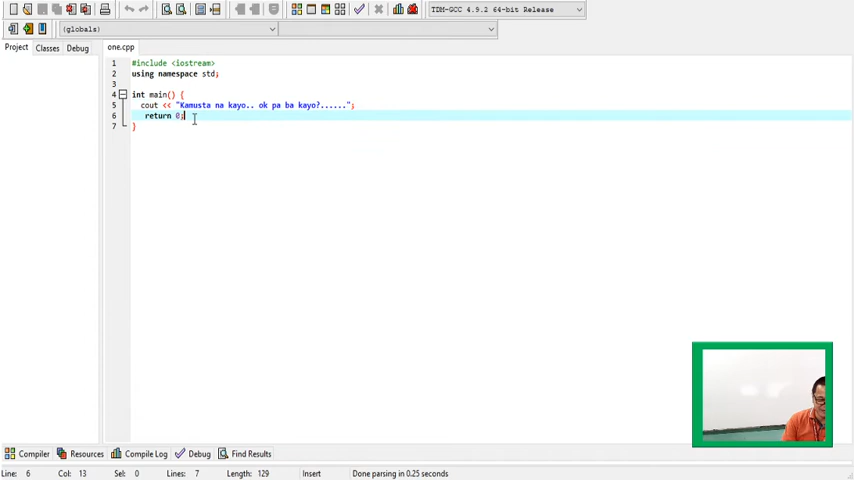 TDM-GCC 4.9.2 64-bit Release
(globals)
Project Classes Debug one.cpp
1 #include <iostream>
2 using namespace std;
3
4 int main() {
5 cout << "Kamusta na kayo.. ok pa ba kayo?......";
6 return 0;
7 }
Compiler Resources Compile Log Debug Find Results
Line: 6 Col: 13 Sel: 0 Lines: 7 Length: 129 Insert Done parsing in 0.25 seconds